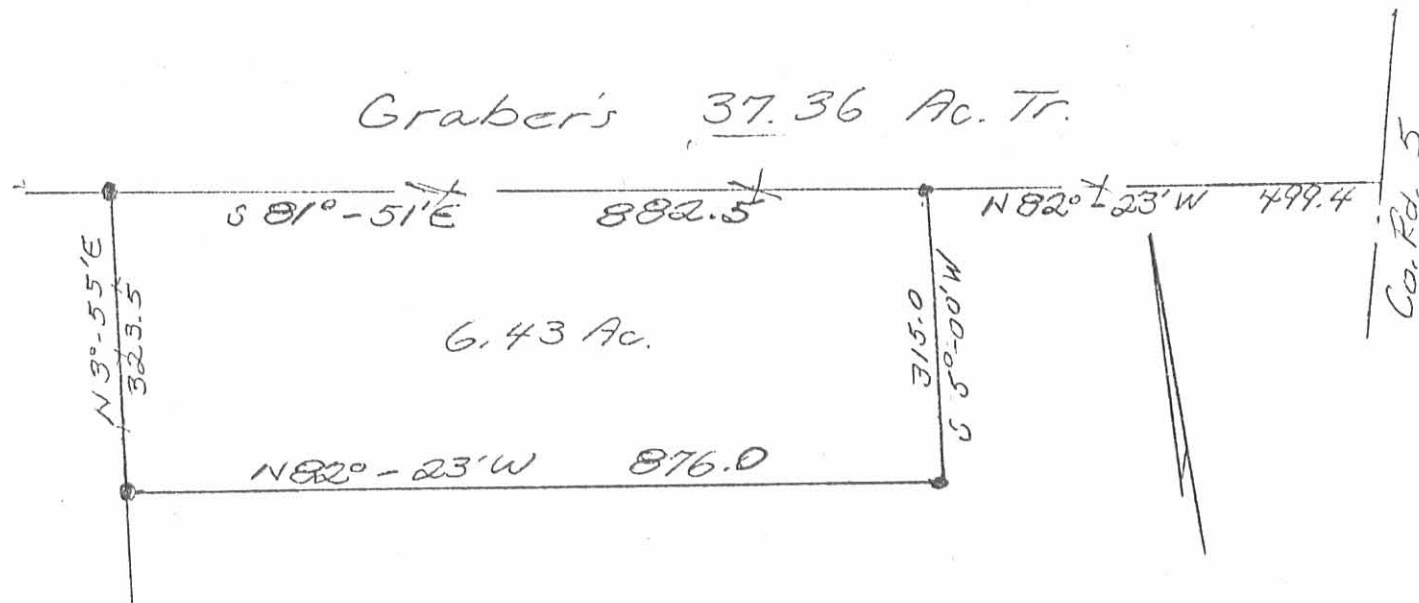 Graber's 37.36 Ac. Tr.
S 81°-51'E 882.5
N 82°-23'W 499.4
Co. Rd. 5
N 3°-55'E
323.5
6.43 Ac.
315.0
S 5°-00'W
N 82°-23'W 876.0